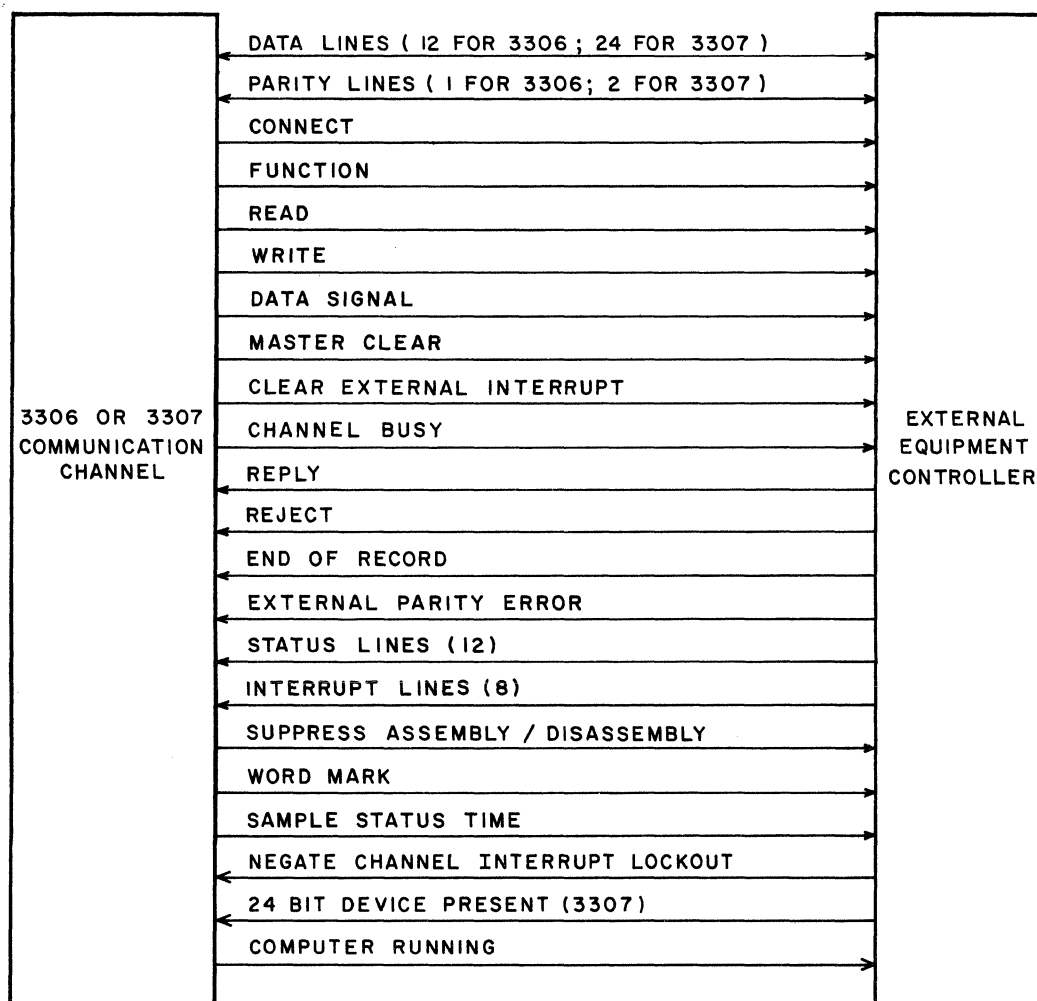 DATA LINES ( 12 FOR 3306 ; 24 FOR 3307 )
PARITY LINES ( 1 FOR 3306; 2 FOR 3307 )
CONNECT
FUNCTION
READ
WRITE
DATA SIGNAL
MASTER CLEAR
CLEAR EXTERNAL INTERRUPT
CHANNEL BUSY
REPLY
REJECT
END OF RECORD
EXTERNAL PARITY ERROR
STATUS LINES (12)
INTERRUPT LINES (8)
SUPPRESS ASSEMBLY / DISASSEMBLY
WORD MARK
SAMPLE STATUS TIME
NEGATE CHANNEL INTERRUPT LOCKOUT
24 BIT DEVICE PRESENT (3307)
COMPUTER RUNNING
3306 OR 3307
COMMUNICATION
CHANNEL
EXTERNAL
EQUIPMENT
CONTROLLER